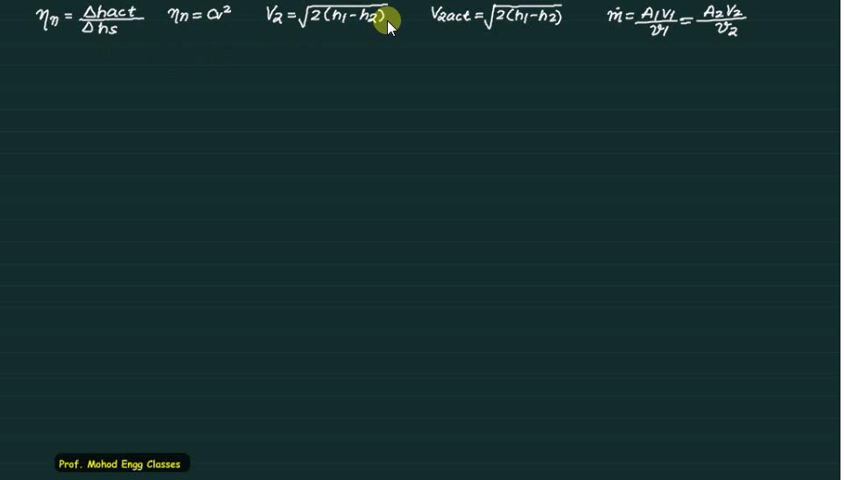 ηn = Δhact/Δhs   ηn = a²   V2 = √2(h1-h2)   V2act = √2(h1-h2)   ṁ = A1V1/v1 = A2V2/v2
Prof. Mohod Engg Classes